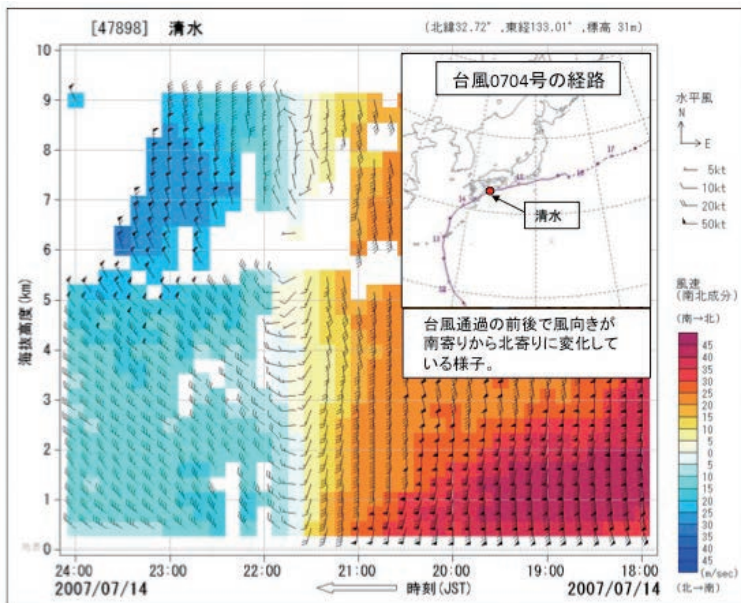 [47898] 清水
(北緯32.72°,東経133.01°,標高 31m)
海抜高度(km)
10
9
8
7
6
5
4
3
2
1
0
台風0704号の経路
清水
台風通過の前後で風向きが
南寄りから北寄りに変化して
いる様子。
水平風
N
E
5kt
10kt
20kt
50kt
風速
(南北成分)
(南→北)
45
40
35
30
25
20
15
10
5
0
5
10
15
20
25
30
35
40
45
(m/sec)
(北→南)
24:00 23:00 22:00 21:00 20:00 19:00 18:00
2007/07/14 時刻(JST) 2007/07/14